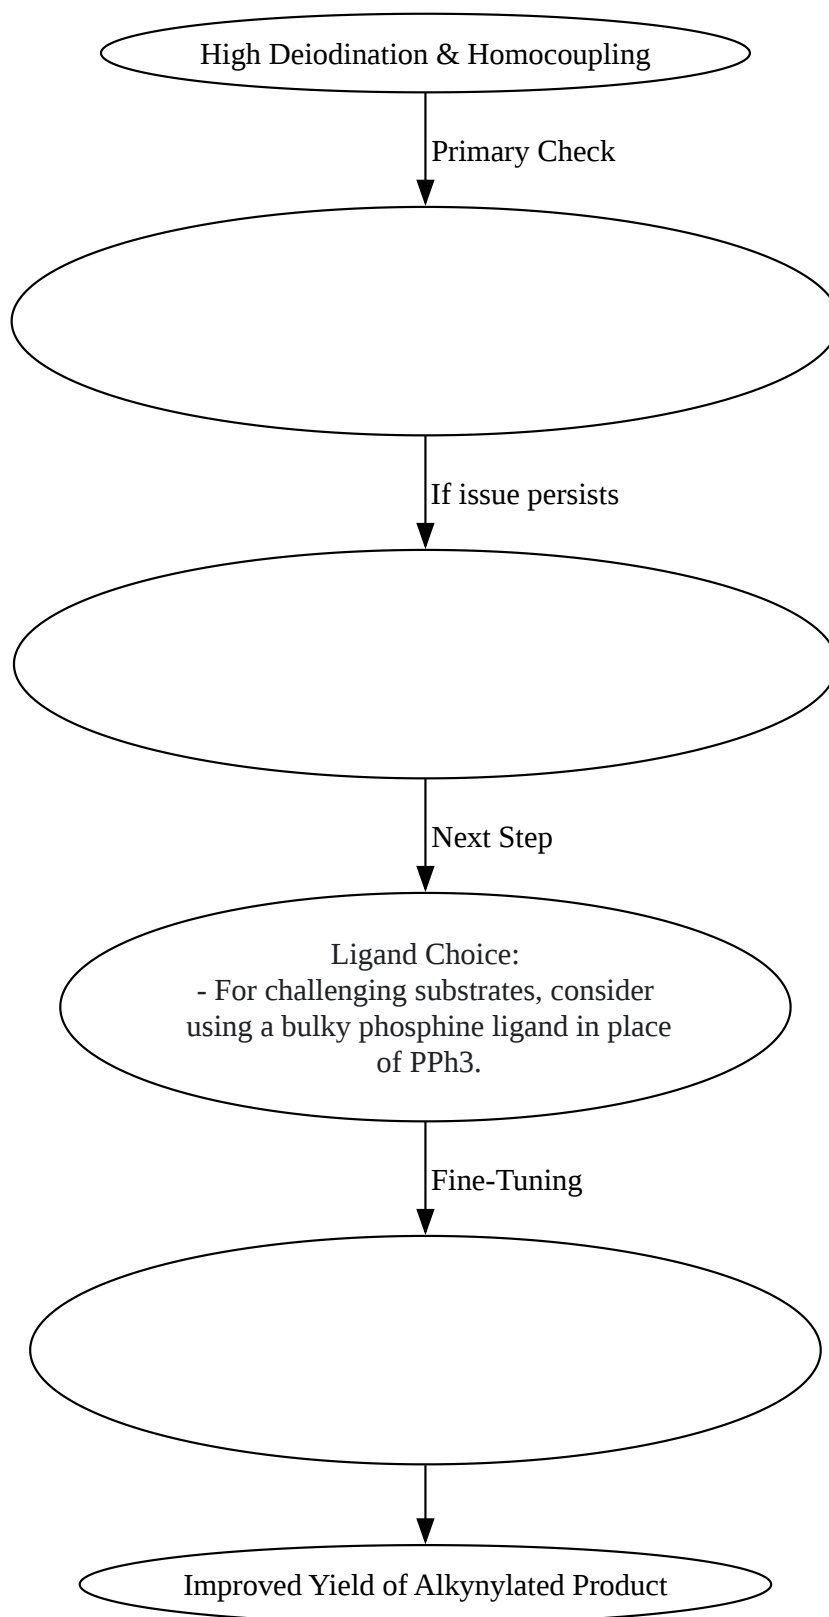 High Deiodination & Homocoupling
Primary Check
If issue persists
Next Step
Ligand Choice:
- For challenging substrates, consider
using a bulky phosphine ligand in place
of PPh3.
Fine-Tuning
Improved Yield of Alkynylated Product